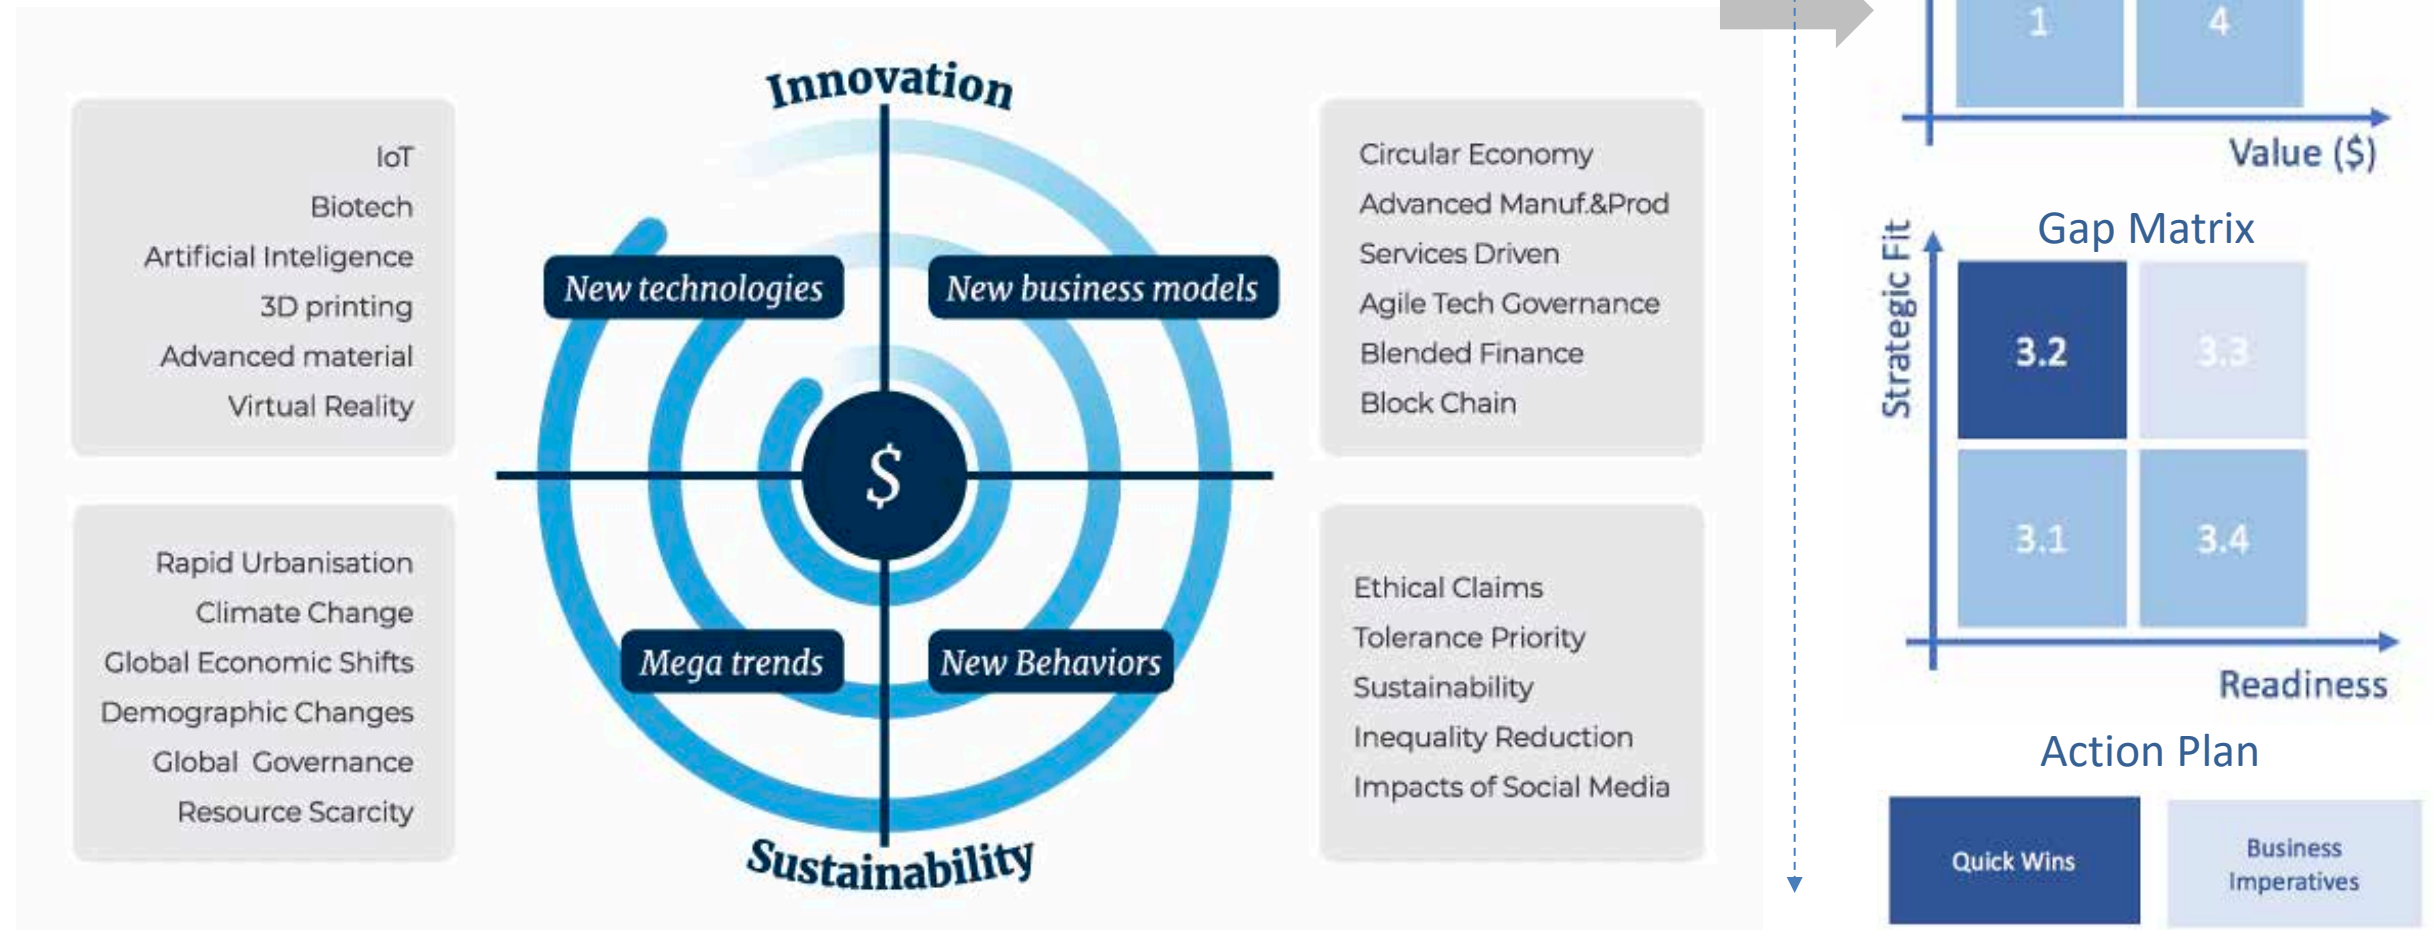 Innovation
IoT
Biotech
Artificial Inteligence
3D printing
Advanced material
Virtual Reality
New technologies
New business models
Circular Economy
Advanced Manuf.&Prod
Services Driven
Agile Tech Governance
Blended Finance
Block Chain
$
Rapid Urbanisation
Climate Change
Global Economic Shifts
Demographic Changes
Global Governance
Resource Scarcity
Mega trends
New Behaviors
Ethical Claims
Tolerance Priority
Sustainability
Inequality Reduction
Impacts of Social Media
Sustainability
1
4
Value ($)
Gap Matrix
Strategic Fit
3.2
3.3
3.1
3.4
Readiness
Action Plan
Quick Wins
Business
Imperatives